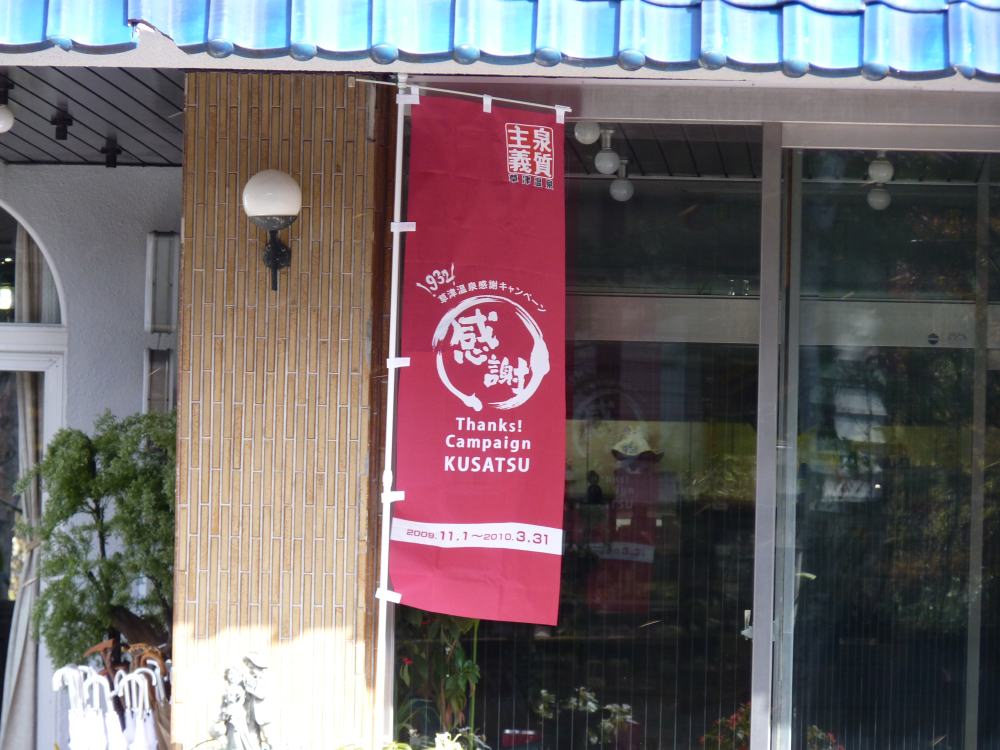 泉質
主義
草津温泉
1932!
草津温泉感謝キャンペーン
感謝
Thanks!
Campaign
KUSATSU
2009.11.1～2010.3.31